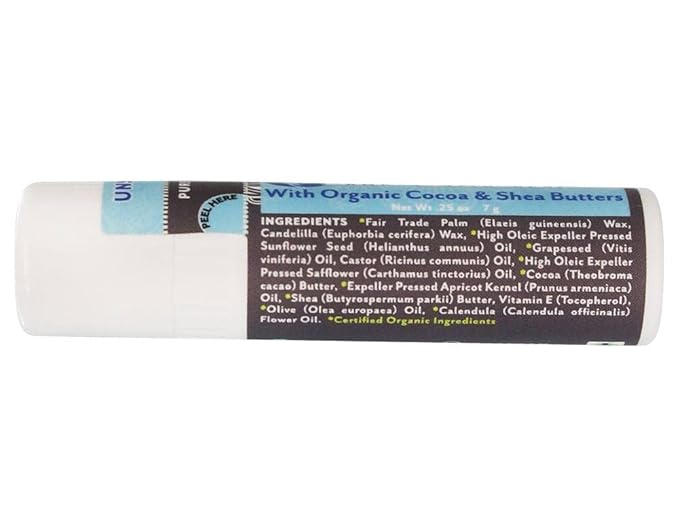 With Organic Cocoa & Shea Butters
Net Wt .25 oz 7 g
INGREDIENTS *Fair Trade Palm (Elaeis guineensis) Wax,
Candelilla (Euphorbia cerifera) Wax, *High Oleic Expeller Pressed
Sunflower Seed (Helianthus annuus) Oil, *Grapeseed (Vitis
viniferia) Oil, Castor (Ricinus communis) Oil, *High Oleic Expeller
Pressed Safflower (Carthamus tinctorius) Oil, *Cocoa (Theobroma
cacao) Butter, *Expeller Pressed Apricot Kernel (Prunus armeniaca)
Oil, *Shea (Butyrospermum parkii) Butter, Vitamin E (Tocopherol),
*Olive (Olea europaea) Oil, *Calendula (Calendula officinalis)
Flower Oil. *Certified Organic Ingredients
PEEL HERE